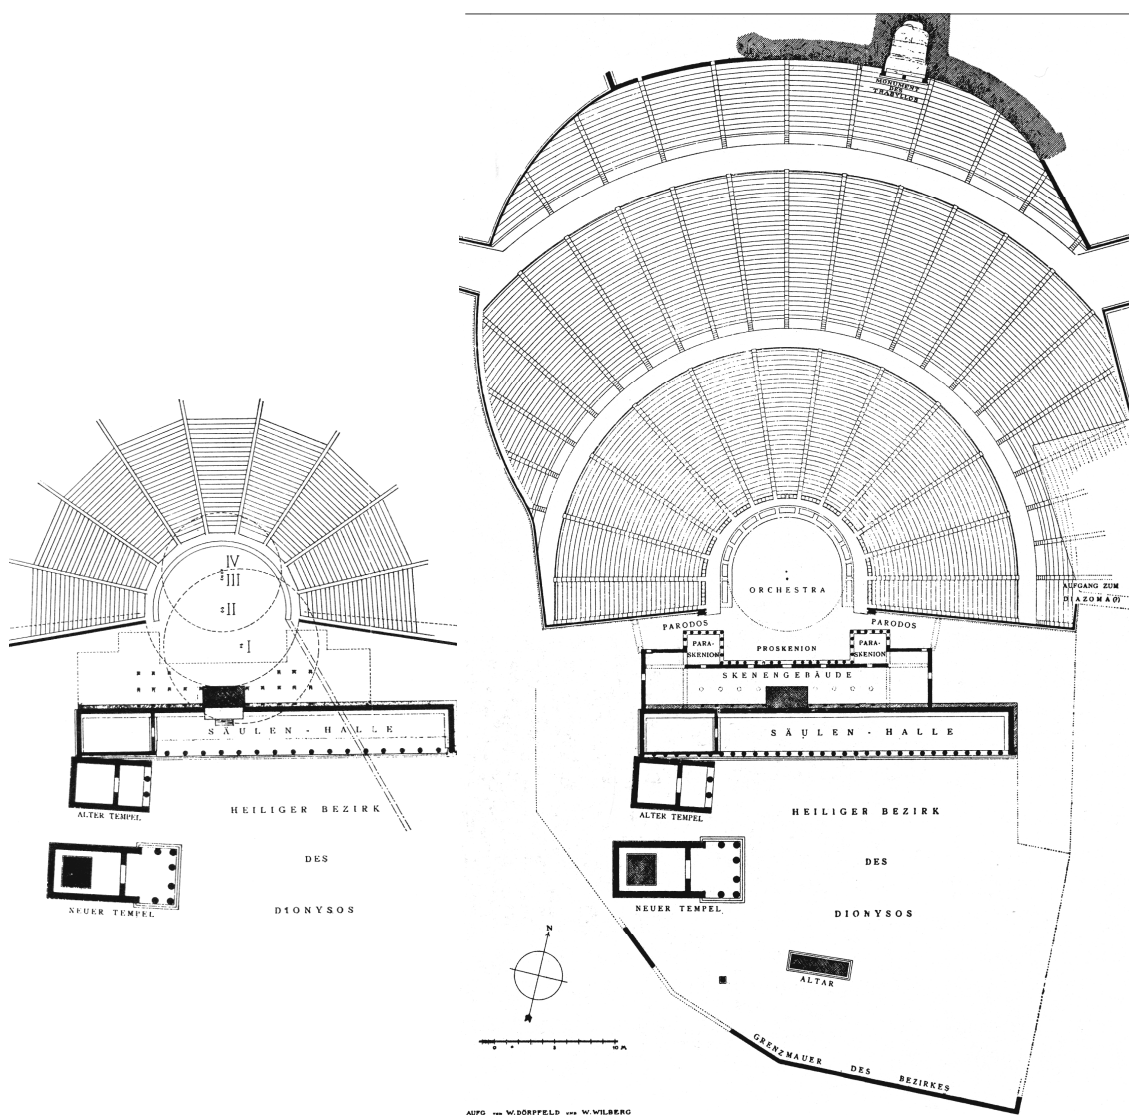 MONUMENT
DES
THRASYLLOS
IV
III
II
I
ORCHESTRA
AUFGANG ZUM
DIAZOMA(?)
PARODOS
PARODOS
PARA-
SKENION
PROSKENION
PARA-
SKENION
SKENENGEBÄUDE
SÄULEN - HALLE
SÄULEN - HALLE
ALTER TEMPEL
HEILIGER BEZIRK
ALTER TEMPEL
HEILIGER BEZIRK
DES
DES
NEUER TEMPEL
DIONYSOS
NEUER TEMPEL
DIONYSOS
N
ALTAR
GRENZMAUER DES BEZIRKES
0
5
10 M.
AUFG VON W. DÖRPFELD UND W. WILBERG